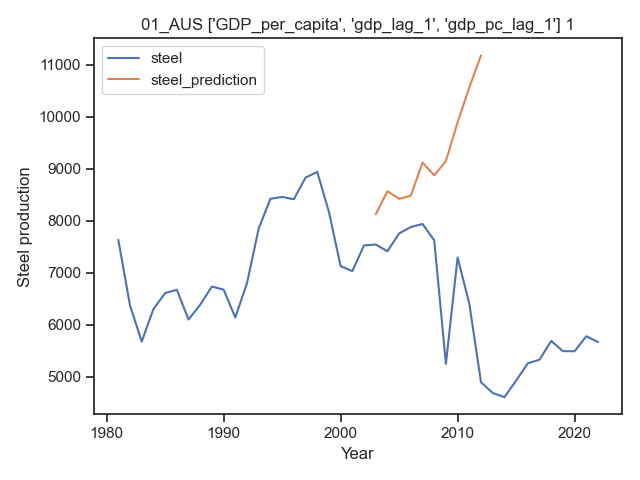 01_AUS ['GDP_per_capita', 'gdp_lag_1', 'gdp_pc_lag_1'] 1
steel
steel_prediction
11000
10000
9000
8000
7000
6000
5000
Steel production
1980
1990
2000
2010
2020
Year